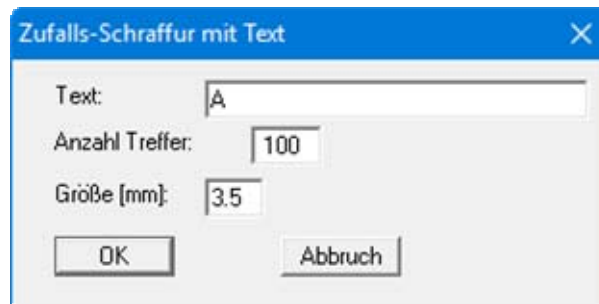 Zufalls-Schraffur mit Text
Text: A
Anzahl Treffer: 100
Größe [mm]: 3.5
OK Abbruch